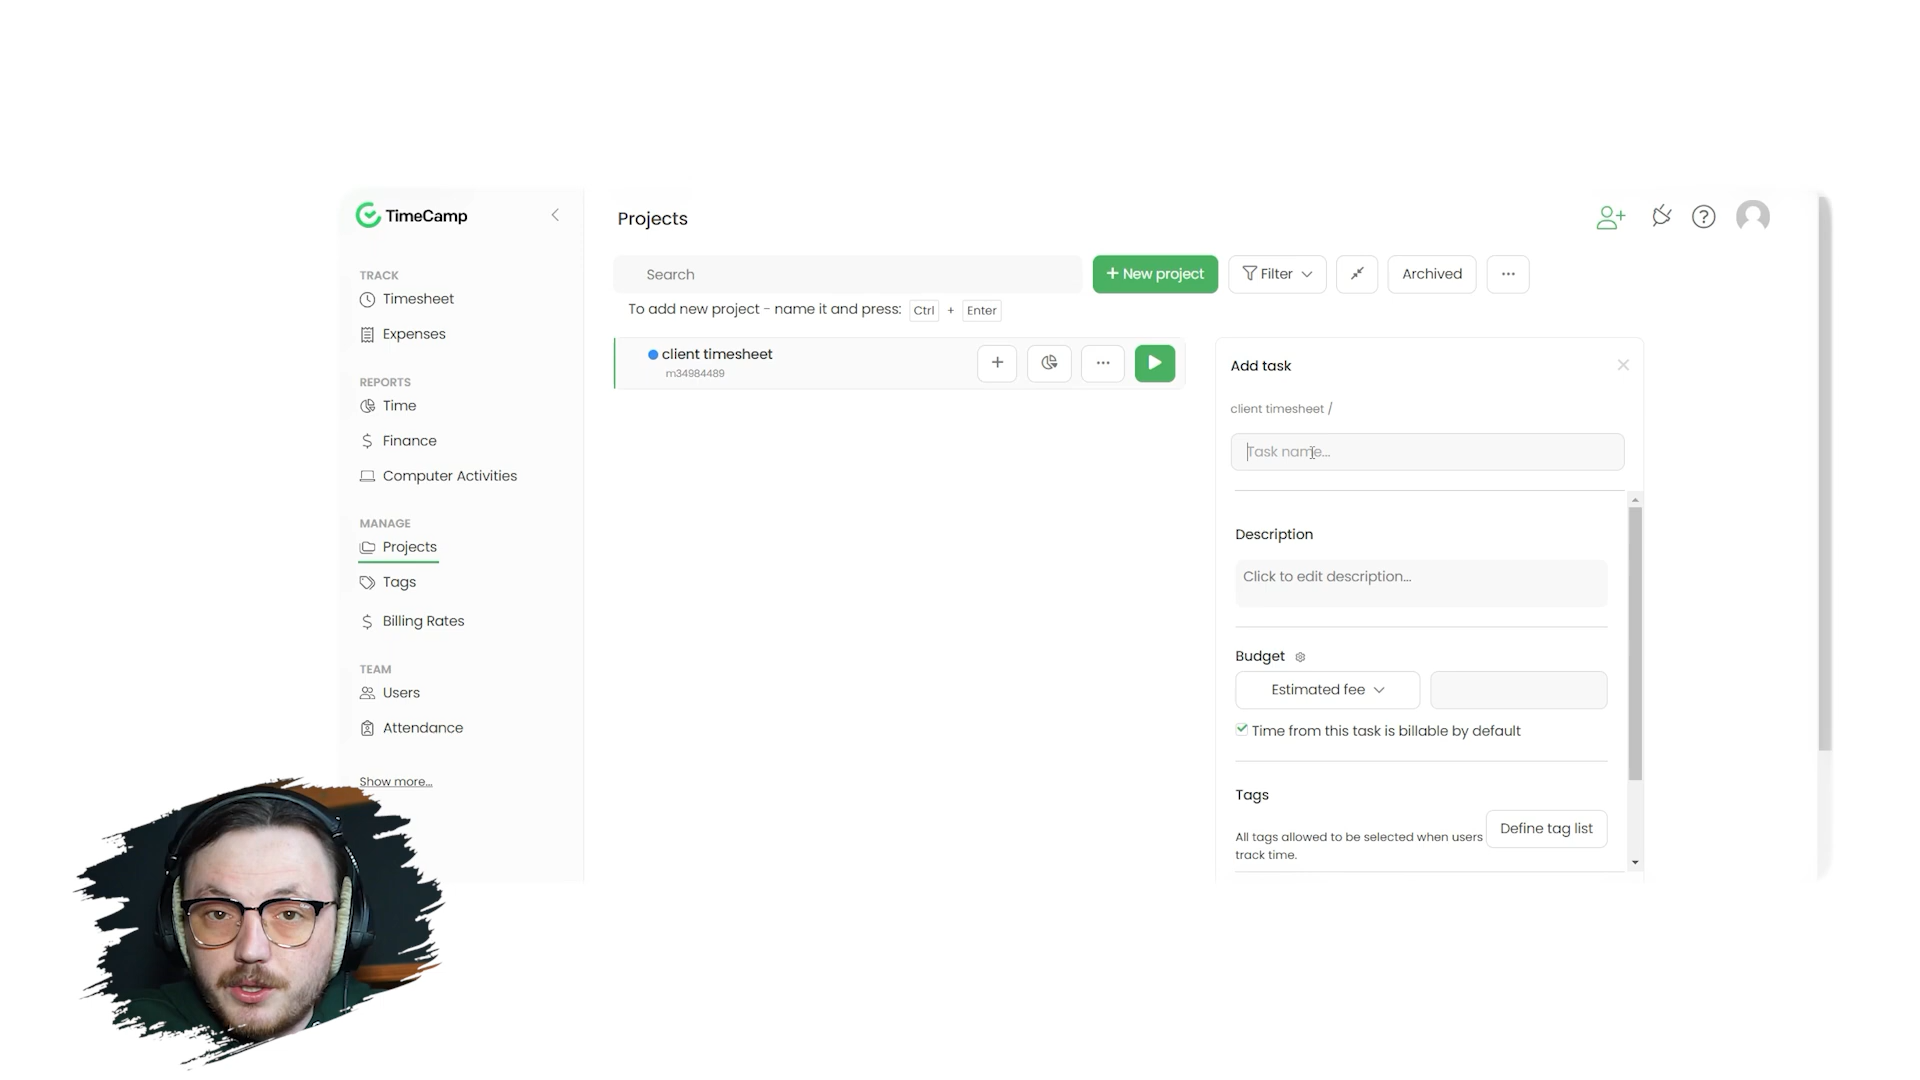 TimeCamp
TRACK
Timesheet
Expenses
REPORTS
Time
Finance
Computer Activities
MANAGE
Projects
Tags
Billing Rates
TEAM
Users
Attendance
Show more...
Projects
Search
+ New project
Filter
Archived
...
To add new project - name it and press: Ctrl + Enter
client timesheet
m34984489
+
...
Add task
client timesheet /
Task name...
Description
Click to edit description...
Budget
Estimated fee
Time from this task is billable by default
Tags
All tags allowed to be selected when users
track time.
Define tag list